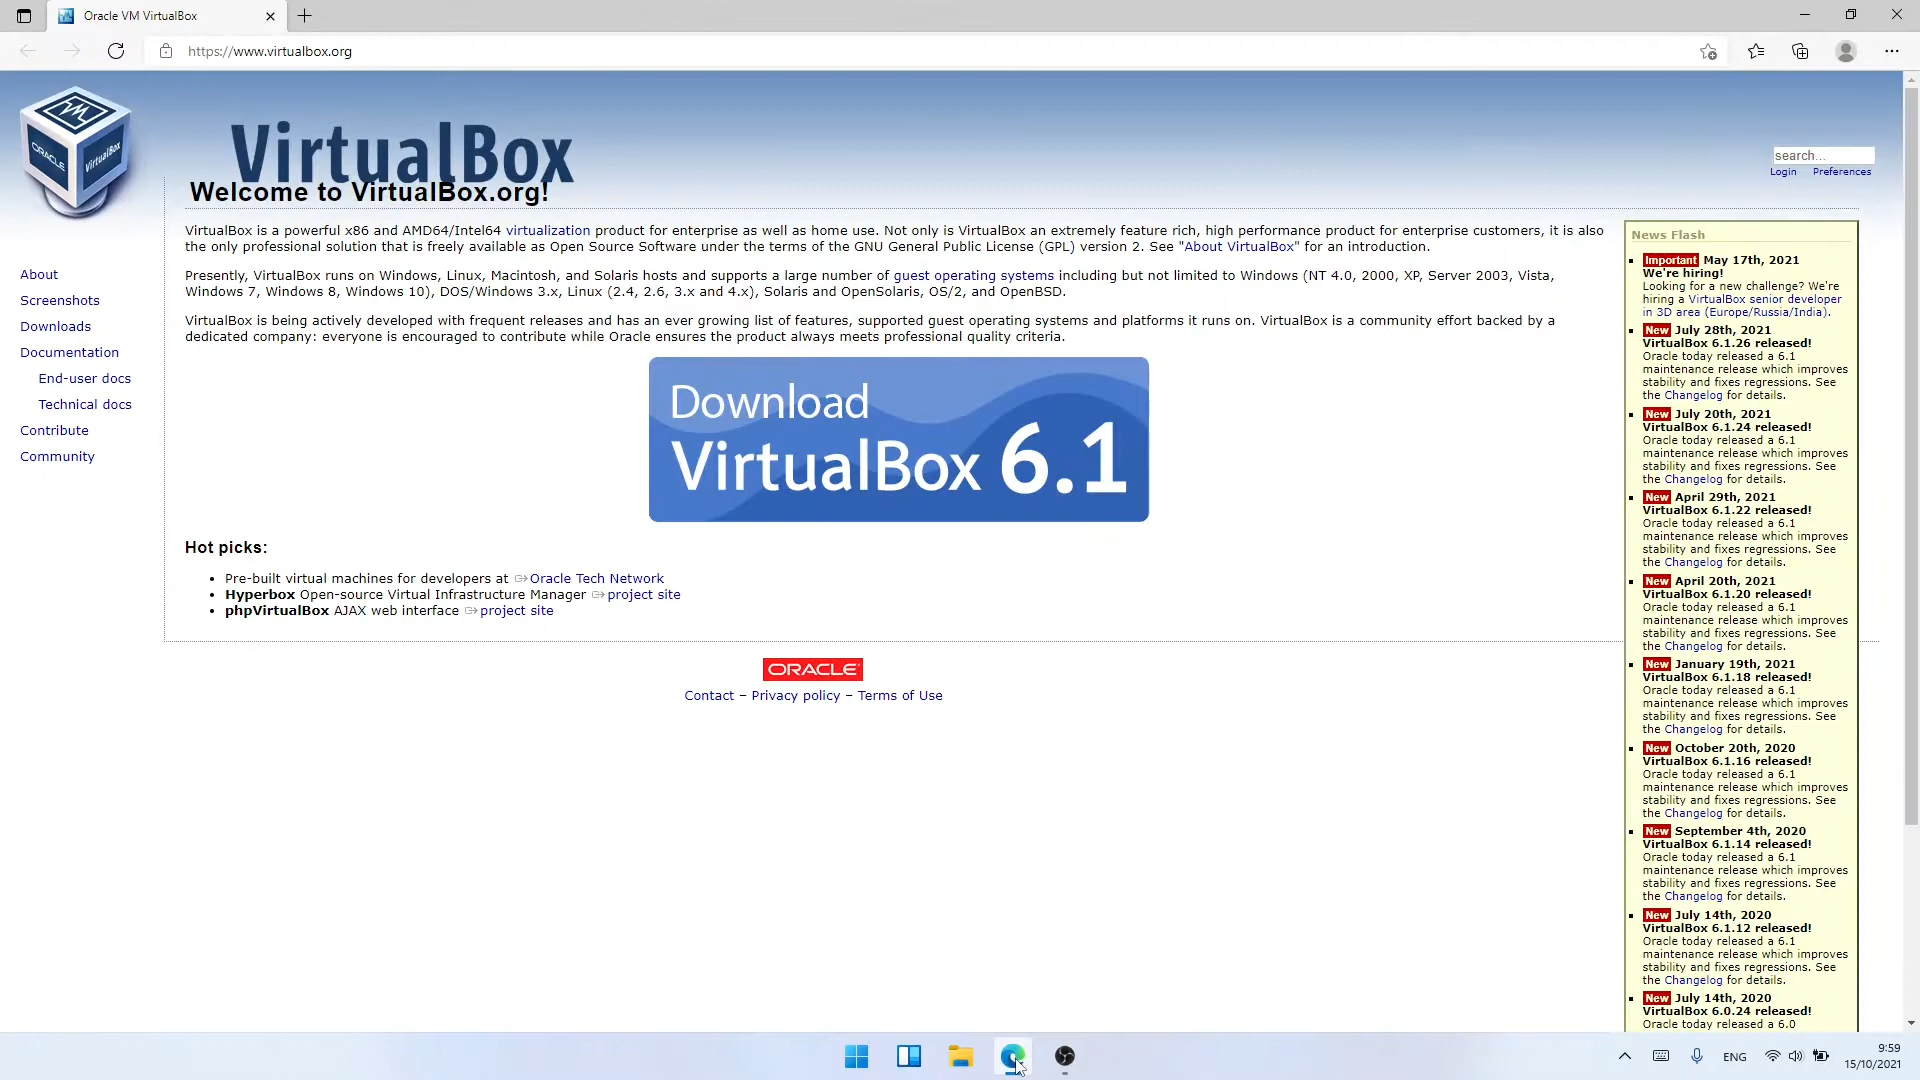 Oracle VM VirtualBox
https://www.virtualbox.org
ORACLE
VirtualBox
VirtualBox
search...
Login Preferences
Welcome to VirtualBox.org!
VirtualBox is a powerful x86 and AMD64/Intel64 virtualization product for enterprise as well as home use. Not only is VirtualBox an extremely feature rich, high performance product for enterprise customers, it is also
the only professional solution that is freely available as Open Source Software under the terms of the GNU General Public License (GPL) version 2. See "About VirtualBox" for an introduction.
Presently, VirtualBox runs on Windows, Linux, Macintosh, and Solaris hosts and supports a large number of guest operating systems including but not limited to Windows (NT 4.0, 2000, XP, Server 2003, Vista,
Windows 7, Windows 8, Windows 10), DOS/Windows 3.x, Linux (2.4, 2.6, 3.x and 4.x), Solaris and OpenSolaris, OS/2, and OpenBSD.
VirtualBox is being actively developed with frequent releases and has an ever growing list of features, supported guest operating systems and platforms it runs on. VirtualBox is a community effort backed by a
dedicated company: everyone is encouraged to contribute while Oracle ensures the product always meets professional quality criteria.
About
Screenshots
Downloads
Documentation
End-user docs
Technical docs
Contribute
Community
Download
VirtualBox 6.1
Hot picks:
Pre-built virtual machines for developers at Oracle Tech Network
Hyperbox Open-source Virtual Infrastructure Manager project site
phpVirtualBox AJAX web interface project site
ORACLE
Contact – Privacy policy – Terms of Use
News Flash
Important May 17th, 2021
We're hiring!
Looking for a new challenge? We're
hiring a VirtualBox senior developer
in 3D area (Europe/Russia/India).
New July 28th, 2021
VirtualBox 6.1.26 released!
Oracle today released a 6.1
maintenance release which improves
stability and fixes regressions. See
the Changelog for details.
New July 20th, 2021
VirtualBox 6.1.24 released!
Oracle today released a 6.1
maintenance release which improves
stability and fixes regressions. See
the Changelog for details.
New April 29th, 2021
VirtualBox 6.1.22 released!
Oracle today released a 6.1
maintenance release which improves
stability and fixes regressions. See
the Changelog for details.
New April 20th, 2021
VirtualBox 6.1.20 released!
Oracle today released a 6.1
maintenance release which improves
stability and fixes regressions. See
the Changelog for details.
New January 19th, 2021
VirtualBox 6.1.18 released!
Oracle today released a 6.1
maintenance release which improves
stability and fixes regressions. See
the Changelog for details.
New October 20th, 2020
VirtualBox 6.1.16 released!
Oracle today released a 6.1
maintenance release which improves
stability and fixes regressions. See
the Changelog for details.
New September 4th, 2020
VirtualBox 6.1.14 released!
Oracle today released a 6.1
maintenance release which improves
stability and fixes regressions. See
the Changelog for details.
New July 14th, 2020
VirtualBox 6.1.12 released!
Oracle today released a 6.1
maintenance release which improves
stability and fixes regressions. See
the Changelog for details.
New July 14th, 2020
VirtualBox 6.0.24 released!
Oracle today released a 6.0
ENG
9:59
15/10/2021